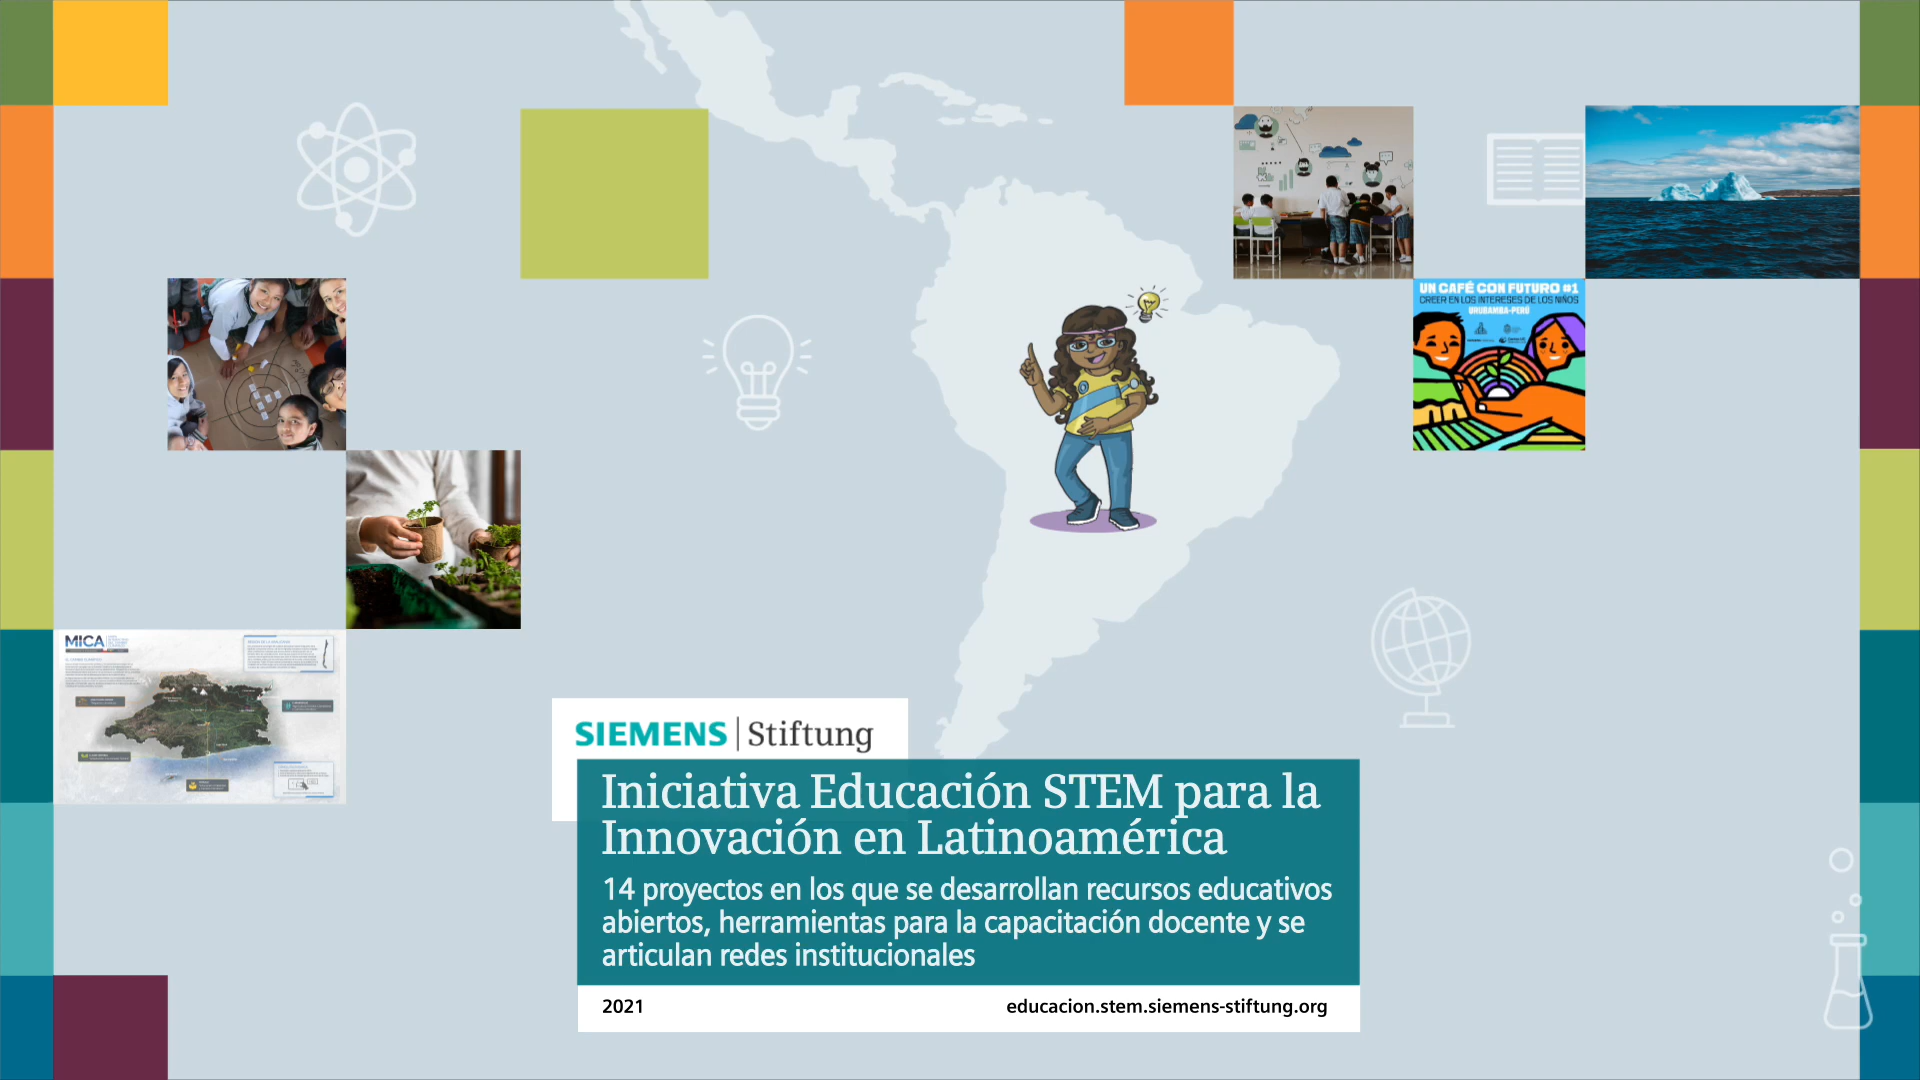 UN CAFÉ CON FUTURO #1
CREER EN LOS INTERESES DE LOS NIÑOS
URUBAMBA-PERÚ
MICA
SIEMENS | Stiftung
Iniciativa Educación STEM para la
Innovación en Latinoamérica
14 proyectos en los que se desarrollan recursos educativos
abiertos, herramientas para la capacitación docente y se
articulan redes institucionales
2021
educacion.stem.siemens-stiftung.org